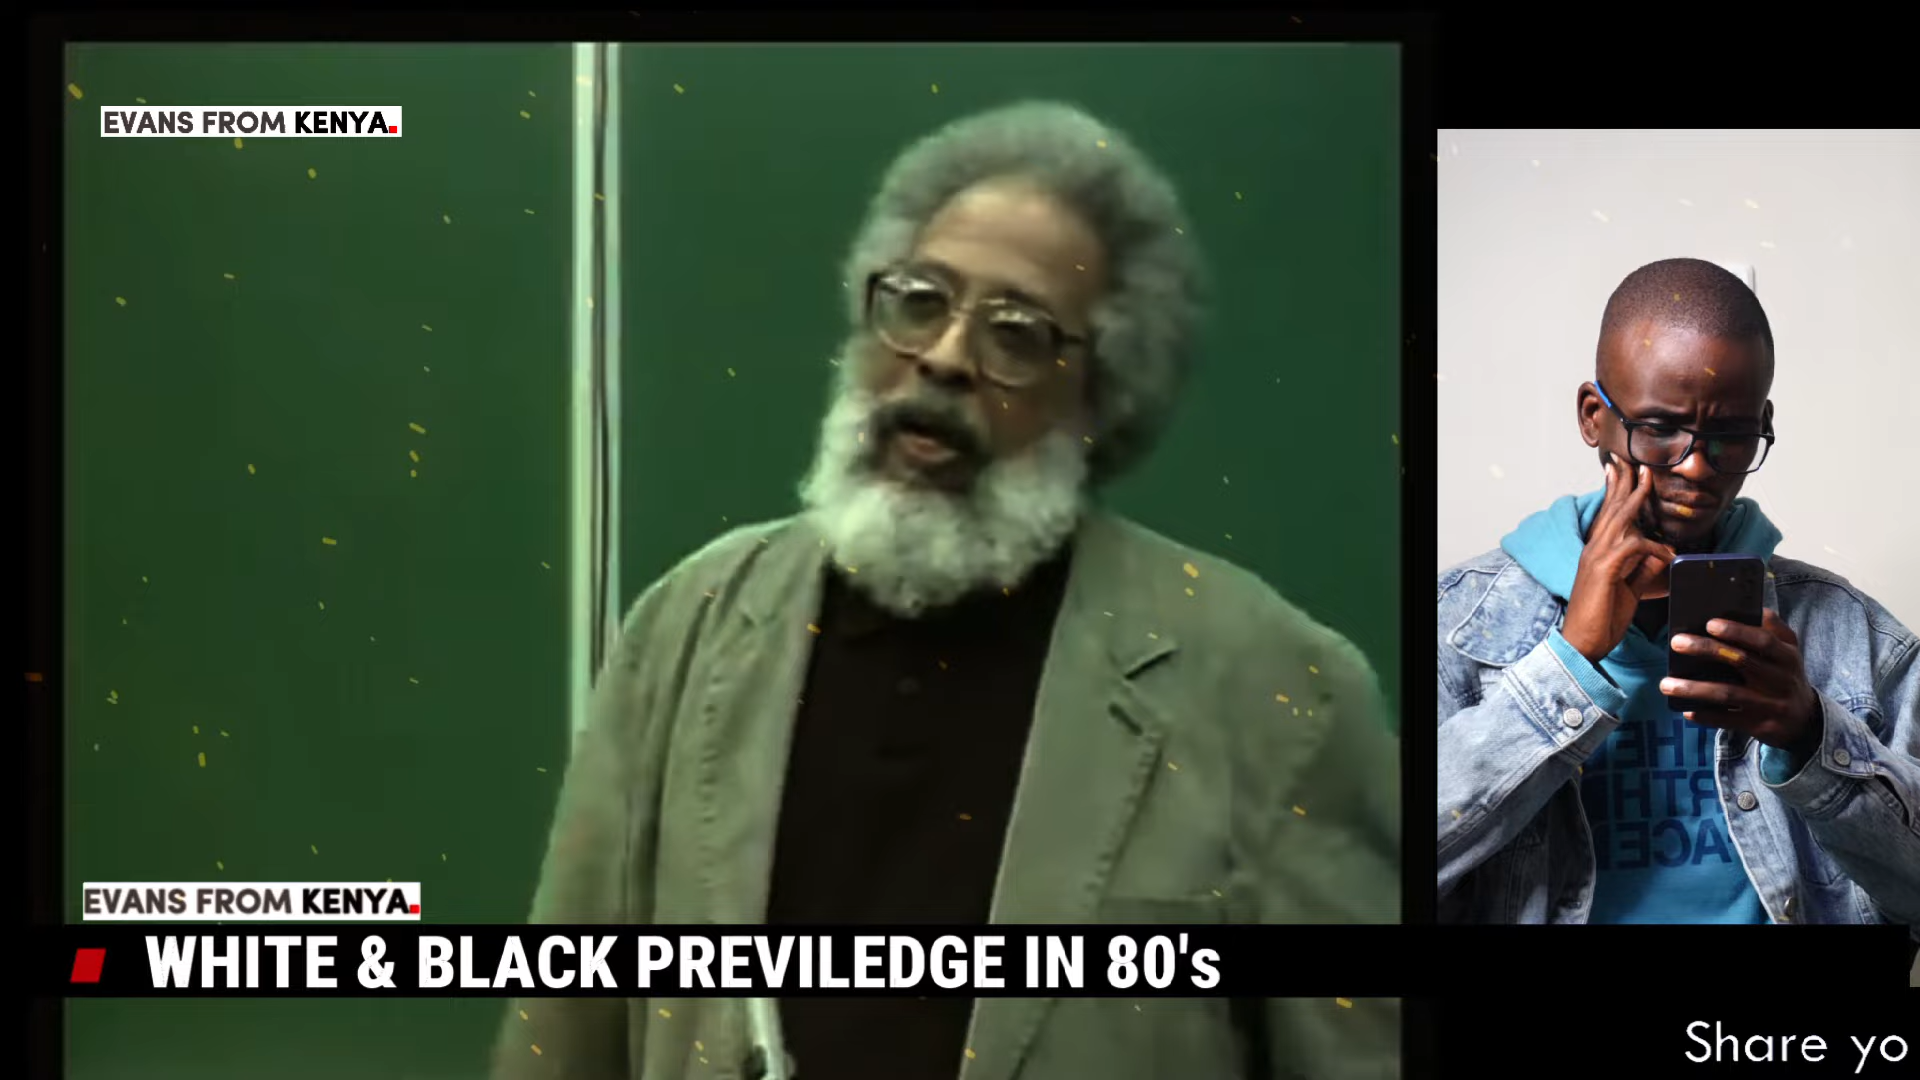 EVANS FROM KENYA.
EVANS FROM KENYA.
WHITE & BLACK PREVILEDGE IN 80's
Share yo